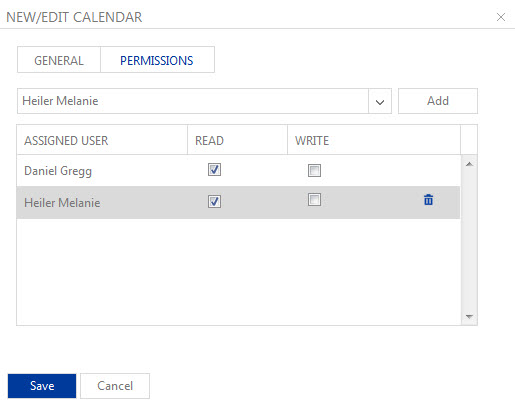 NEW/EDIT CALENDAR
GENERAL PERMISSIONS
Heiler Melanie Add
ASSIGNED USER READ WRITE
Daniel Gregg
Heiler Melanie
Save Cancel